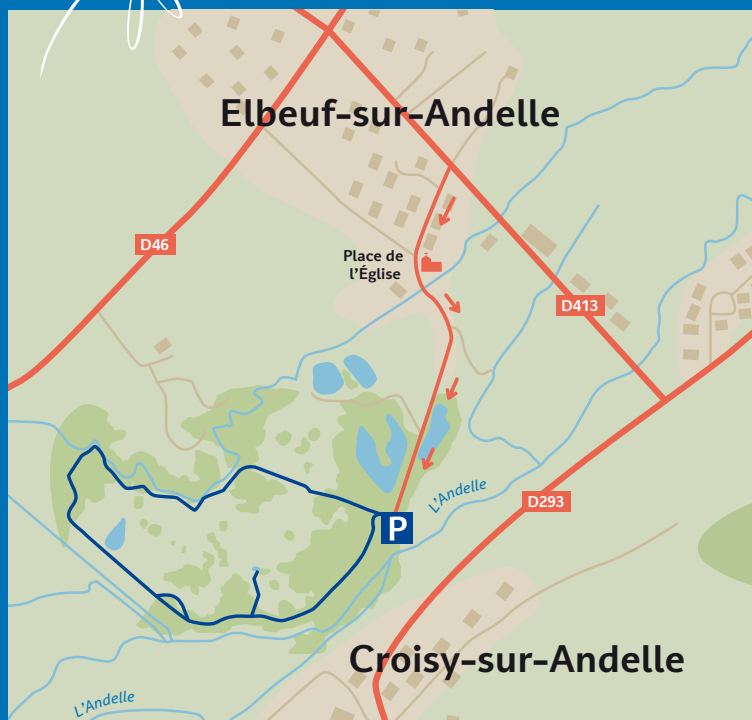 Elbeuf-sur-Andelle
D46
Place de
l'Église
D413
L'Andelle
D293
P
Croisy-sur-Andelle
L'Andelle